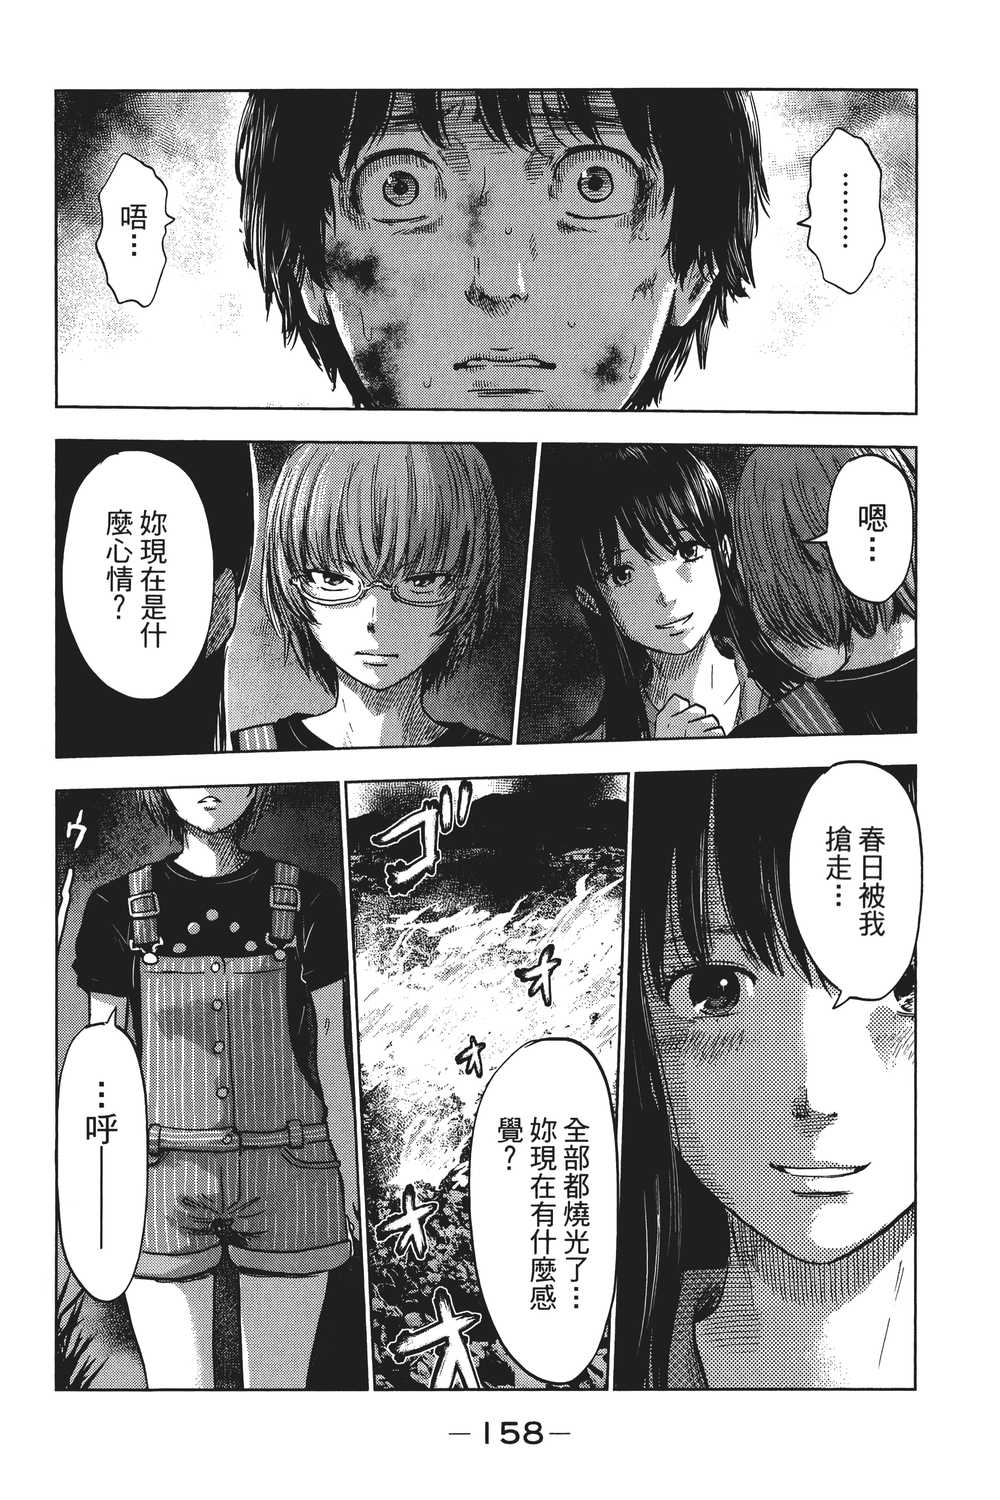 ………
唔…
嗯…
妳現在是什
麼心情？
春日被我
搶走…
ゴオオオオ
全部都燒光了…
妳現在有什麼感
覺？
ウ
…呼——
—158—